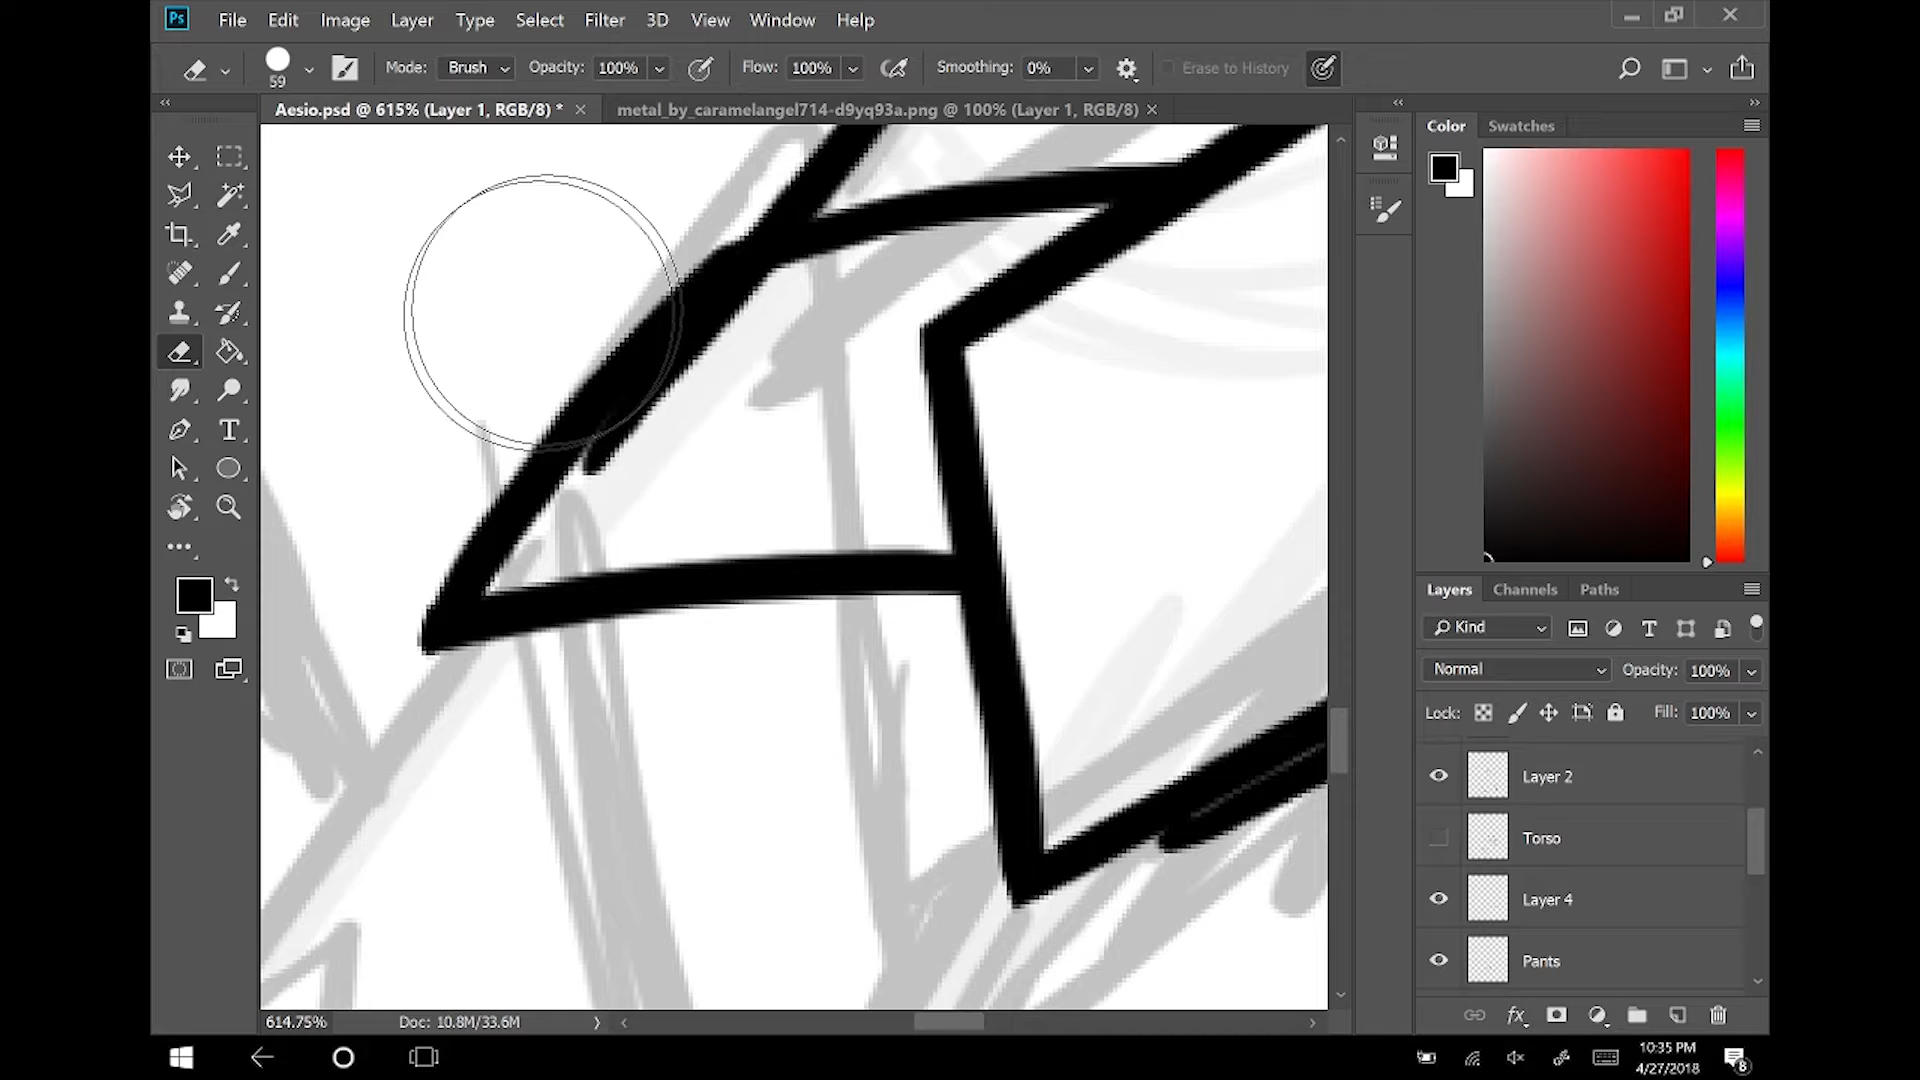 Ps File Edit Image Layer Type Select Filter 3D View Window Help
59 Mode: Brush Opacity: 100% Flow: 100% Smoothing: 0% Erase to History
Aesio.psd @ 615% (Layer 1, RGB/8) * metal_by_caramelangel714-d9yq93a.png @ 100% (Layer 1, RGB/8)
Color Swatches
T
Layers Channels Paths
Kind T
Normal Opacity: 100%
Lock: Fill: 100%
Layer 2
Torso
Layer 4
Pants
fx
614.75% Doc: 10.8M/33.6M
10:35 PM
4/27/2018
8